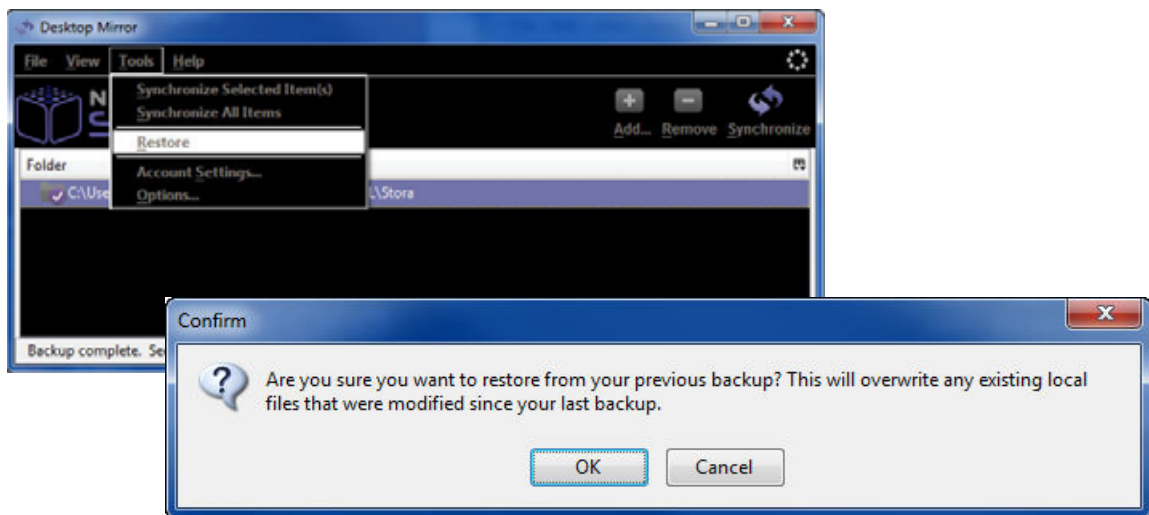 Desktop Mirror
File View Tools Help
Synchronize Selected Item(s)
Synchronize All Items
Restore
Account Settings...
Options...
Add... Remove Synchronize
Folder
C:\Use
\Stora
Backup complete. Se
Confirm
Are you sure you want to restore from your previous backup? This will overwrite any existing local
files that were modified since your last backup.
OK Cancel